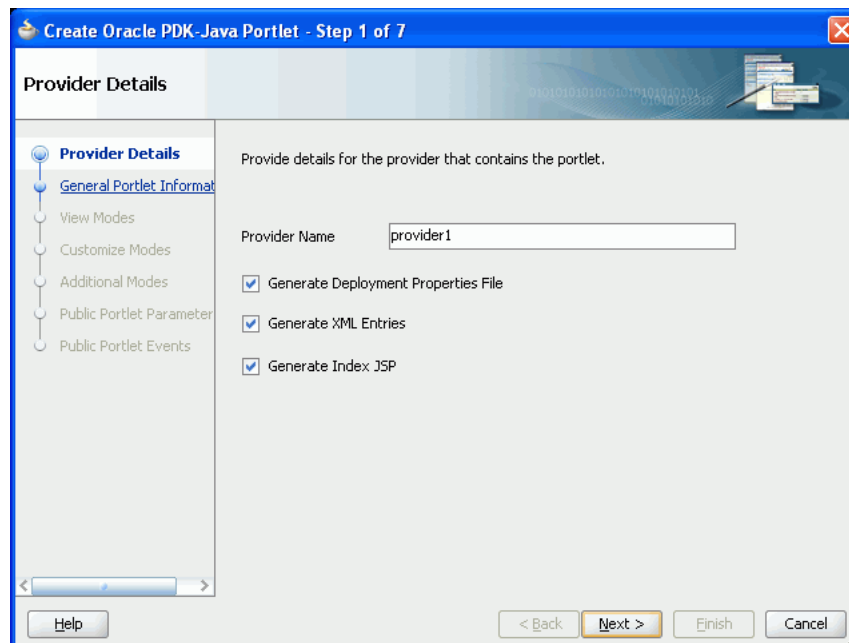 Create Oracle PDK-Java Portlet - Step 1 of 7
Provider Details
Provider Details
General Portlet Informat
View Modes
Customize Modes
Additional Modes
Public Portlet Parameter
Public Portlet Events
Provide details for the provider that contains the portlet.
Provider Name provider1
Generate Deployment Properties File
Generate XML Entries
Generate Index JSP
Help < Back Next > Finish Cancel